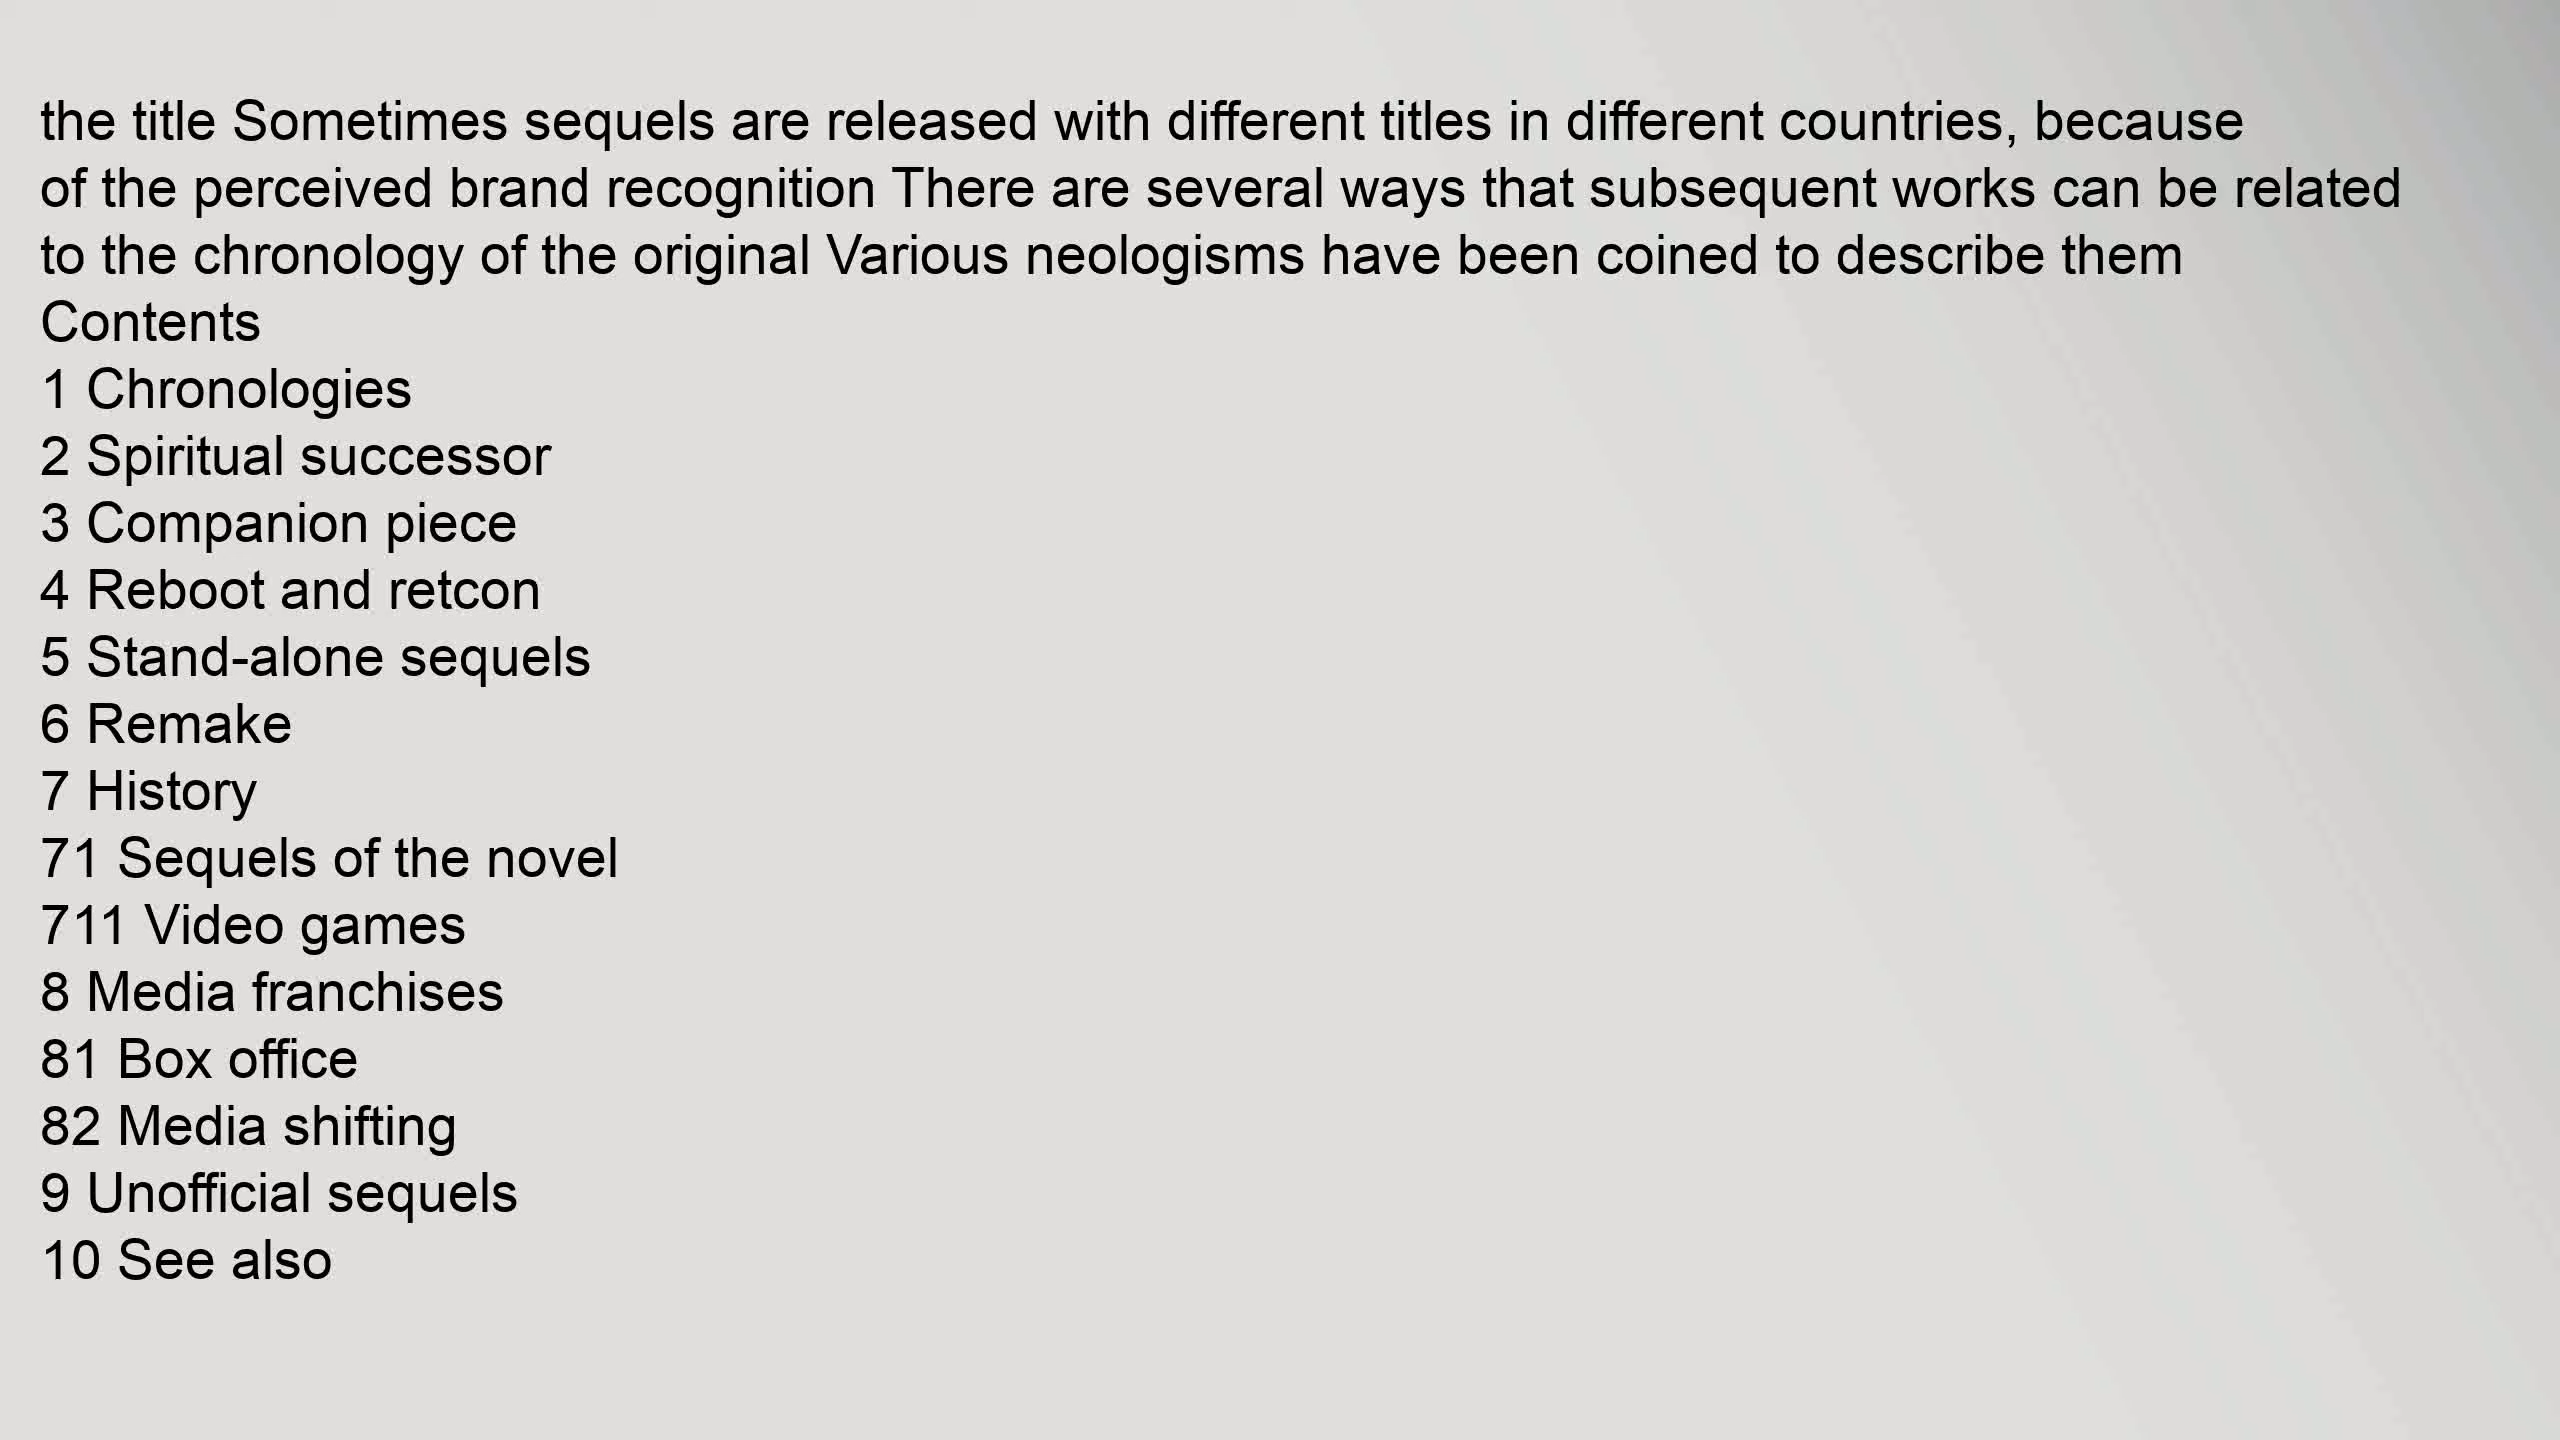 the title Sometimes sequels are released with different titles in different countries, because
of the perceived brand recognition There are several ways that subsequent works can be related
to the chronology of the original Various neologisms have been coined to describe them
Contents
1 Chronologies
2 Spiritual successor
3 Companion piece
4 Reboot and retcon
5 Stand-alone sequels
6 Remake
7 History
71 Sequels of the novel
711 Video games
8 Media franchises
81 Box office
82 Media shifting
9 Unofficial sequels
10 See also